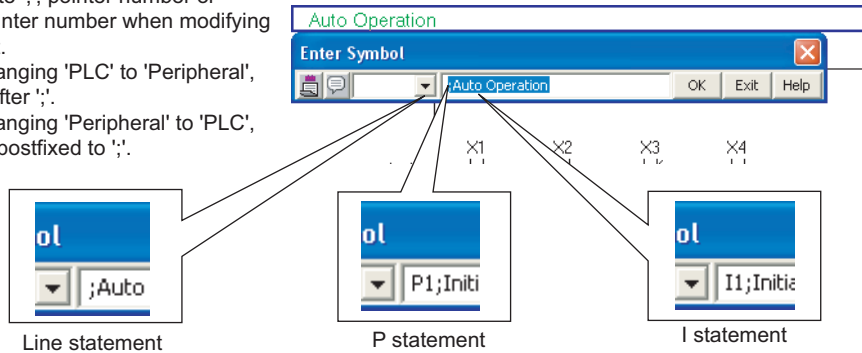 to ';', pointer number or
inter number when modifying
t.
anging 'PLC' to 'Peripheral',
fter ';'.
anging 'Peripheral' to 'PLC',
postfixed to ';'.
Auto Operation
Enter Symbol
;Auto Operation
OK Exit Help
X1 X2 X3 X4
ol
;Auto
Line statement
ol
P1;Initi
P statement
ol
I1;Initia
I statement